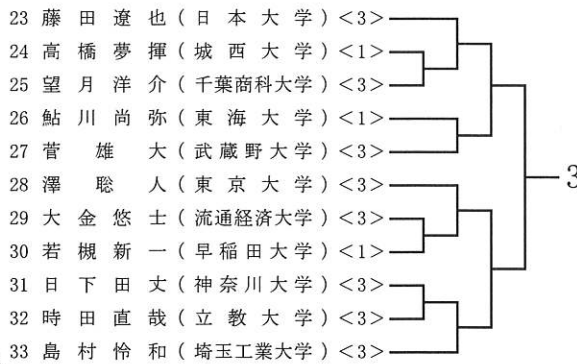 23 藤田遼也(日本大学)<3>
24 高橋夢揮(城西大学)<1>
25 望月洋介(千葉商科大学)<3>
26 鮎川尚弥(東海大学)<1>
27 菅雄大(武蔵野大学)<3>
28 澤聡人(東京大学)<3>
29 大金悠士(流通経済大学)<3>
30 若槻新一(早稲田大学)<1>
31 日下田丈(神奈川大学)<3>
32 時田直哉(立教大学)<3>
33 島村怜和(埼玉工業大学)<3>
3